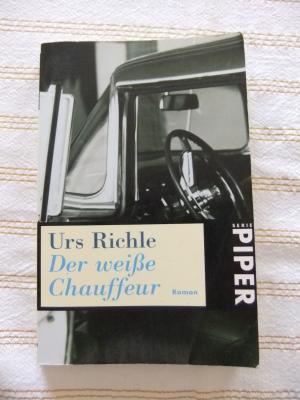 Urs Richle
Der weiße
Chauffeur
Roman
SERIE
PIPER